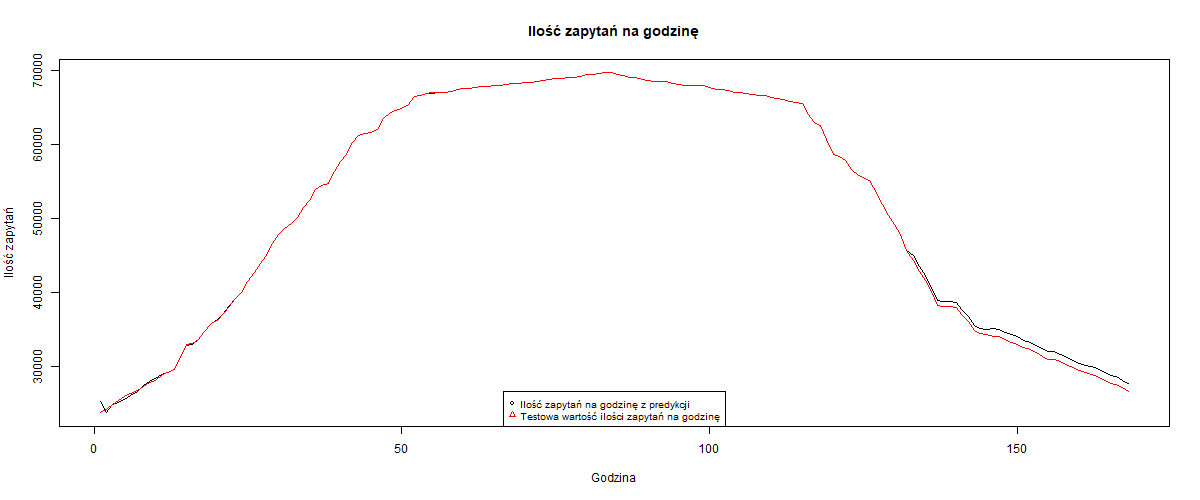 Ilość zapytań na godzinę
70000
60000
50000
40000
30000
Ilość zapytań
0
50
100
150
Godzina
Ilość zapytań na godzinę z predykcji
Testowa wartość ilości zapytań na godzinę